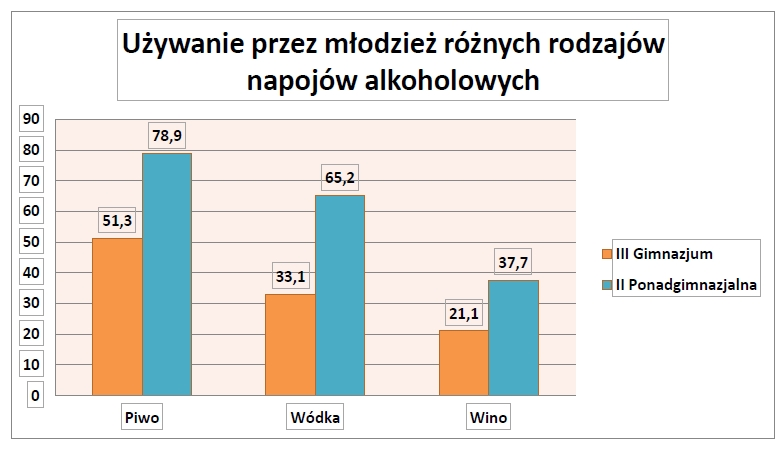 Używanie przez młodzież różnych rodzajów
napojów alkoholowych
90
80
70
60
50
40
30
20
10
0
51,3
78,9
33,1
65,2
21,1
37,7
Piwo
Wódka
Wino
III Gimnazjum
II Ponadgimnazjalna